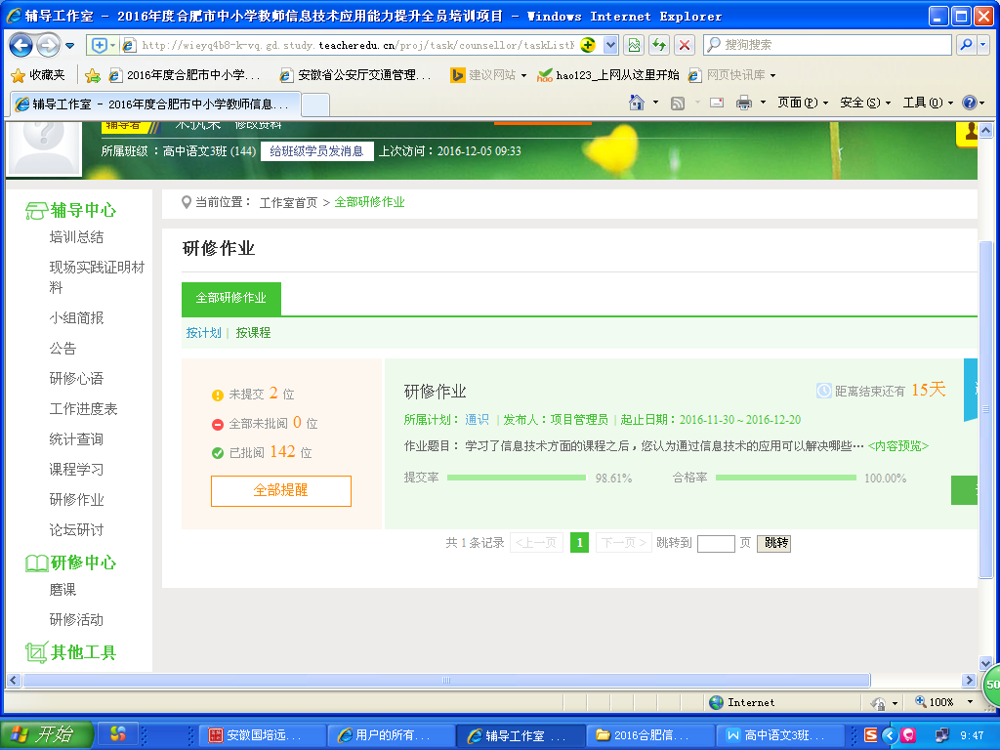 辅导工作室 - 2016年度合肥市中小学教师信息技术应用能力提升全员培训项目 - Windows Internet Explorer
http://wieyq4b8-k-vq.gd.study.teacheredu.cn/proj/task/counsellor/taskListN
搜狗搜索
收藏夹 2016年度合肥市中小学... 安徽省公安厅交通管理... 建议网站 hao123_上网从这里开始 网页快讯库
辅导工作室 - 2016年度合肥市中小学教师信息... 页面(P) 安全(S) 工具(O)
辅导者 修改资料
所属班级：高中语文3班 (144) 给班级学员发消息 上次访问：2016-12-05 09:33
当前位置： 工作室首页 > 全部研修作业
辅导中心
培训总结
现场实践证明材
料
小组简报
公告
研修心语
工作进度表
统计查询
课程学习
研修作业
论坛研讨
研修中心
磨课
研修活动
其他工具
研修作业
全部研修作业
按计划 | 按课程
未提交 2 位
全部未批阅 0 位
已批阅 142 位
全部提醒
研修作业
距离结束还有 15天
所属计划： 通识 | 发布人：项目管理员 | 起止日期：2016-11-30 ~ 2016-12-20
作业题目： 学习了信息技术方面的课程之后，您认为通过信息技术的应用可以解决哪些… <内容预览>
提交率 98.61% 合格率 100.00%
共 1 条记录 <上一页 1 下一页 > 跳转到 页 跳转
Internet 100%
50
开始 安徽国培远... 用户的所有... 辅导工作室 ... 2016合肥信... 高中语文3班... 9:47